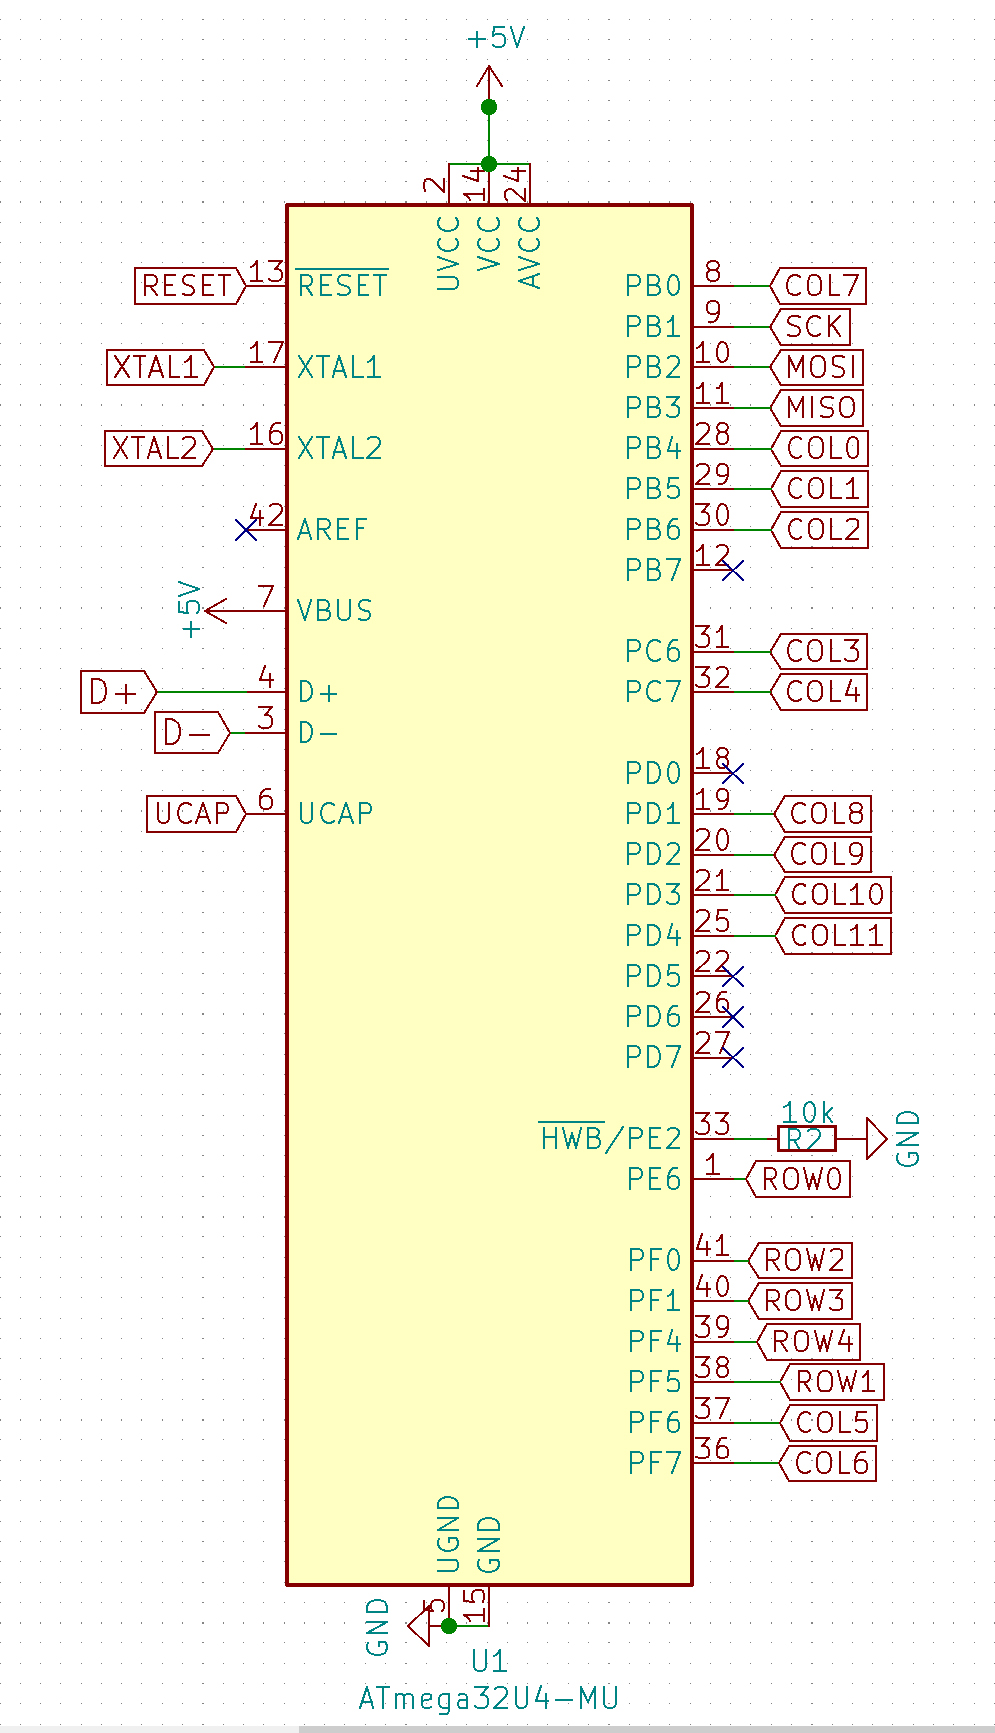 +5V
2
14
24
UVCC
VCC
AVCC
RESET 13 RESET
XTAL1 17 XTAL1
XTAL2 16 XTAL2
42 AREF
+5V 7 VBUS
D+ 4 D+
D- 3 D-
UCAP 6 UCAP
PB0 8 COL7
PB1 9 SCK
PB2 10 MOSI
PB3 11 MISO
PB4 28 COL0
PB5 29 COL1
PB6 30 COL2
PB7 12
PC6 31 COL3
PC7 32 COL4
PD0 18
PD1 19 COL8
PD2 20 COL9
PD3 21 COL10
PD4 25 COL11
PD5 22
PD6 26
PD7 27
HWB/PE2 33 10k R2 GND
PE6 1 ROW0
PF0 41 ROW2
PF1 40 ROW3
PF4 39 ROW4
PF5 38 ROW1
PF6 37 COL5
PF7 36 COL6
UGND
GND
GND
5
15
U1
ATmega32U4-MU